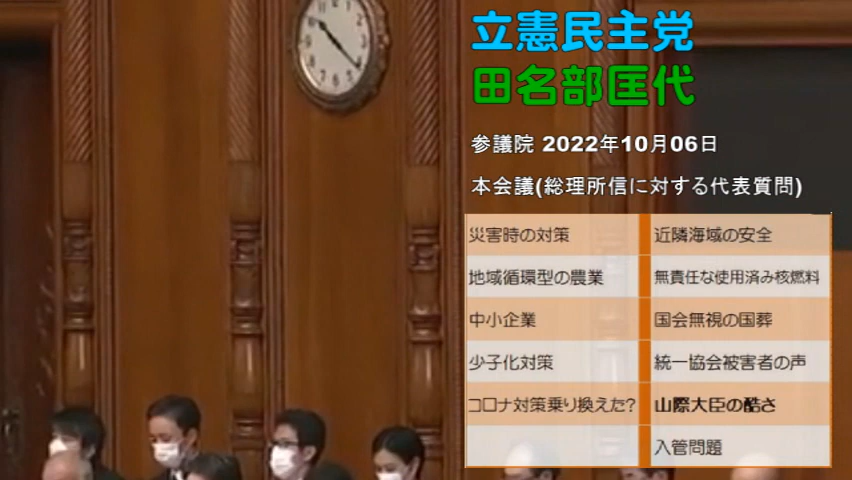 立憲民主党
田名部匡代
参議院 2022年10月06日
本会議(総理所信に対する代表質問)
災害時の対策
近隣海域の安全
地域循環型の農業
無責任な使用済み核燃料
中小企業
国会無視の国葬
少子化対策
統一協会被害者の声
コロナ対策乗り換えた?
山際大臣の酷さ
入管問題